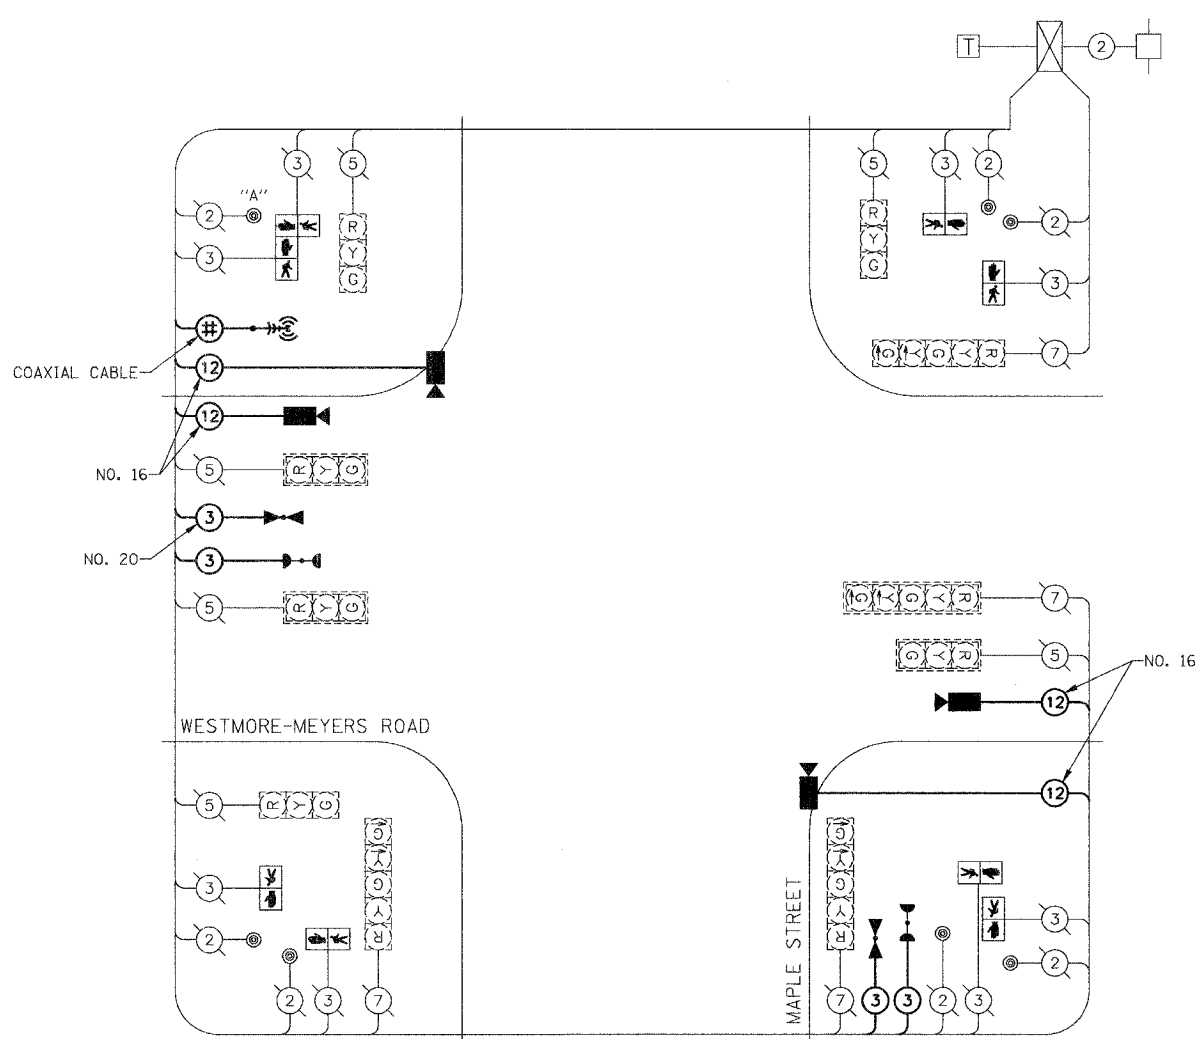 T 2
3 5 5 3 2
"A"
2 2
R R
Y Y
G G
3 3
# 
COAXIAL CABLE
12
G Y G Y R 7
12
NO. 16
5 R Y G
3
NO. 20
3
5 R Y G
G Y G Y R 7
G Y R 5
NO. 16
12
WESTMORE-MEYERS ROAD
12
5 R Y G
G G
Y Y
G G
Y Y
R R
3 3
2 2
MAPLE STREET
2 3 7 7 3 3 2 3